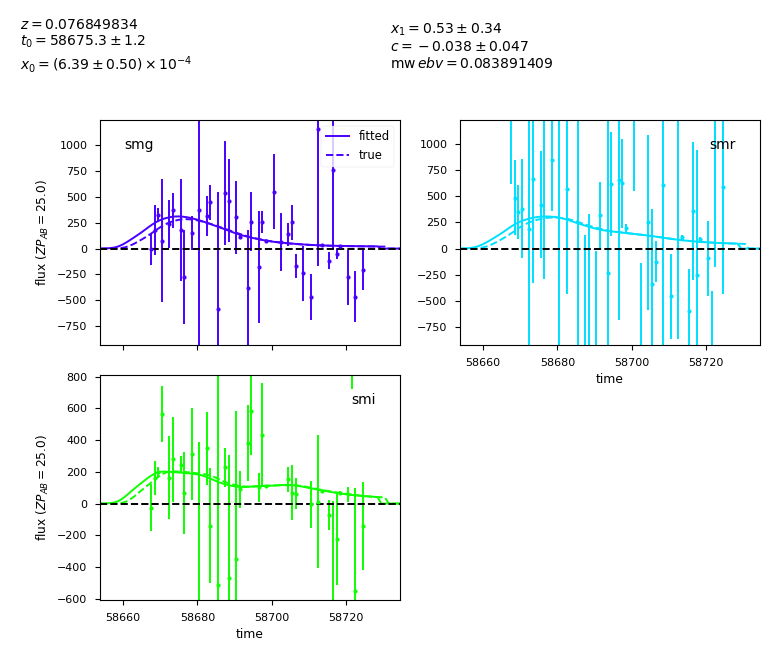 z = 0.076849834
t₀ = 58675.3 ± 1.2
x₀ = (6.39 ± 0.50) × 10⁻⁴
x₁ = 0.53 ± 0.34
c = −0.038 ± 0.047
mw ebv = 0.083891409
smg
fitted
true
1000
750
500
250
0
−250
−500
−750
flux (ZP_AB = 25.0)
smr
1000
750
500
250
0
−250
−500
−750
58660 58680 58700 58720
time
smi
800
600
400
200
0
−200
−400
−600
flux (ZP_AB = 25.0)
58660 58680 58700 58720
time